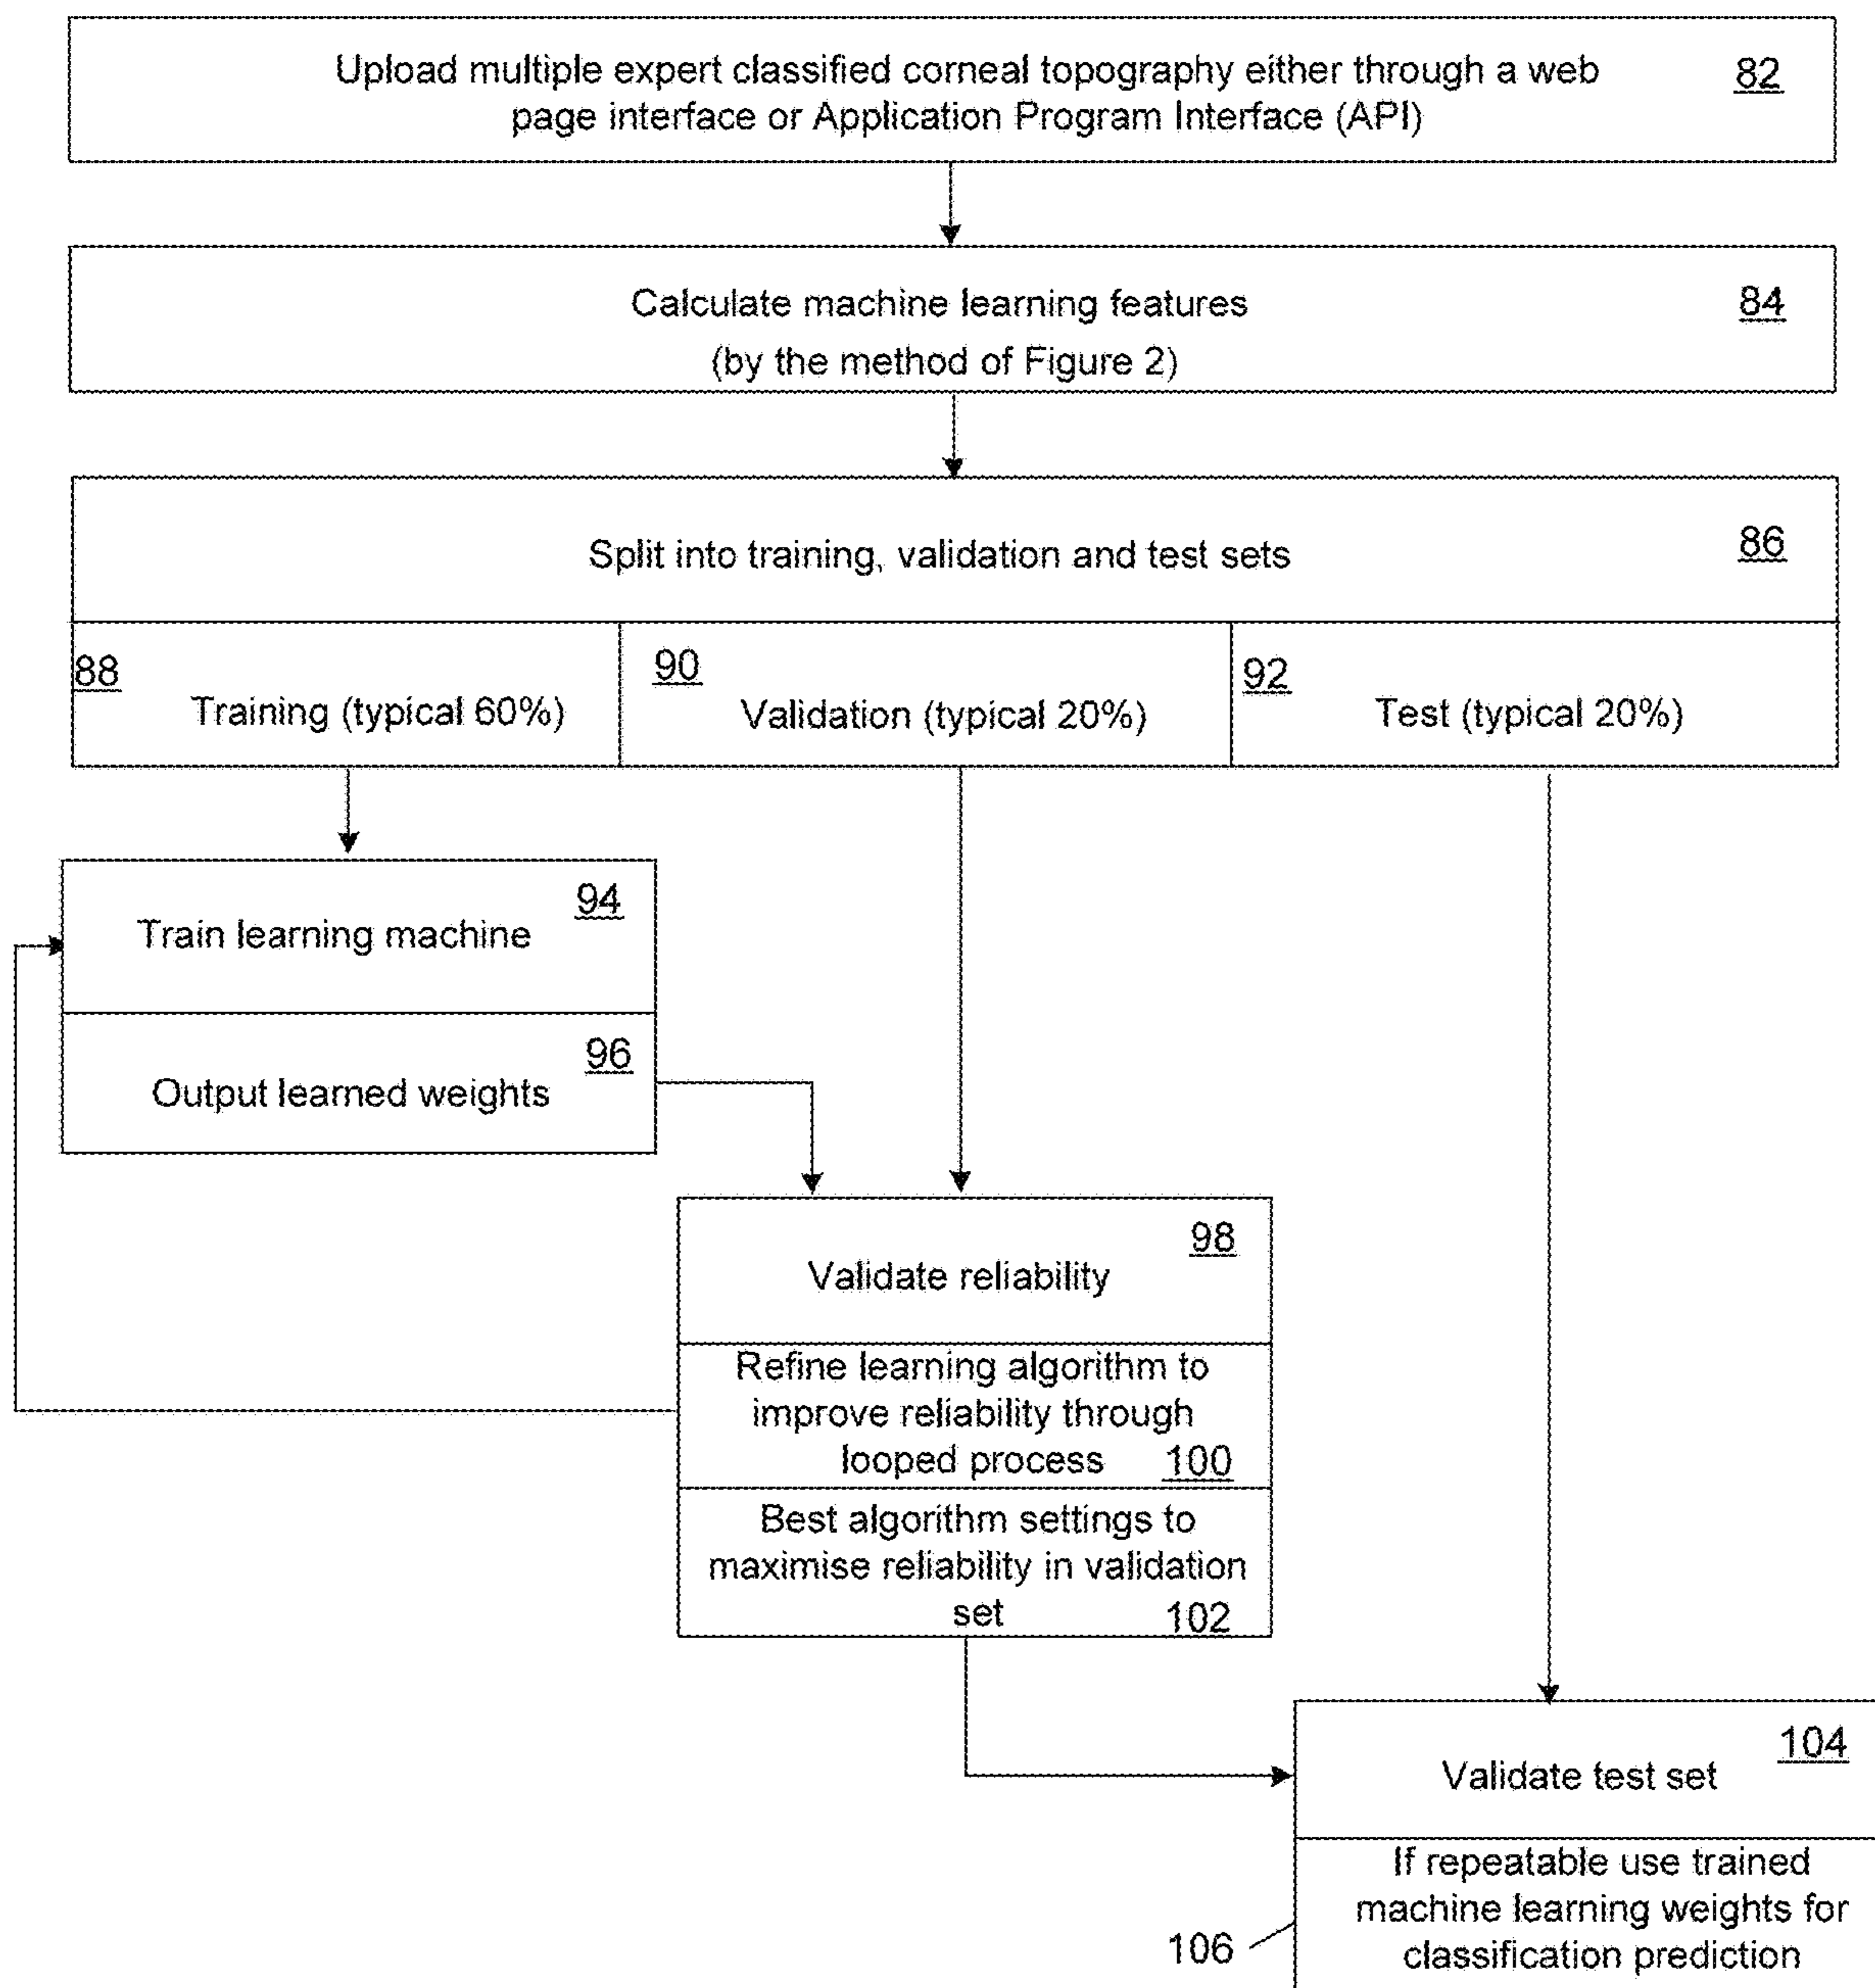 Upload multiple expert classified corneal topography either through a web
page interface or Application Program Interface (API)
82
Calculate machine learning features
(by the method of Figure 2)
84
Split into training, validation and test sets
86
88
Training (typical 60%)
90
Validation (typical 20%)
92
Test (typical 20%)
94
Train learning machine
96
Output learned weights
98
Validate reliability
Refine learning algorithm to
improve reliability through
looped process 100
Best algorithm settings to
maximise reliability in validation
set 102
104
Validate test set
If repeatable use trained
machine learning weights for
classification prediction
106